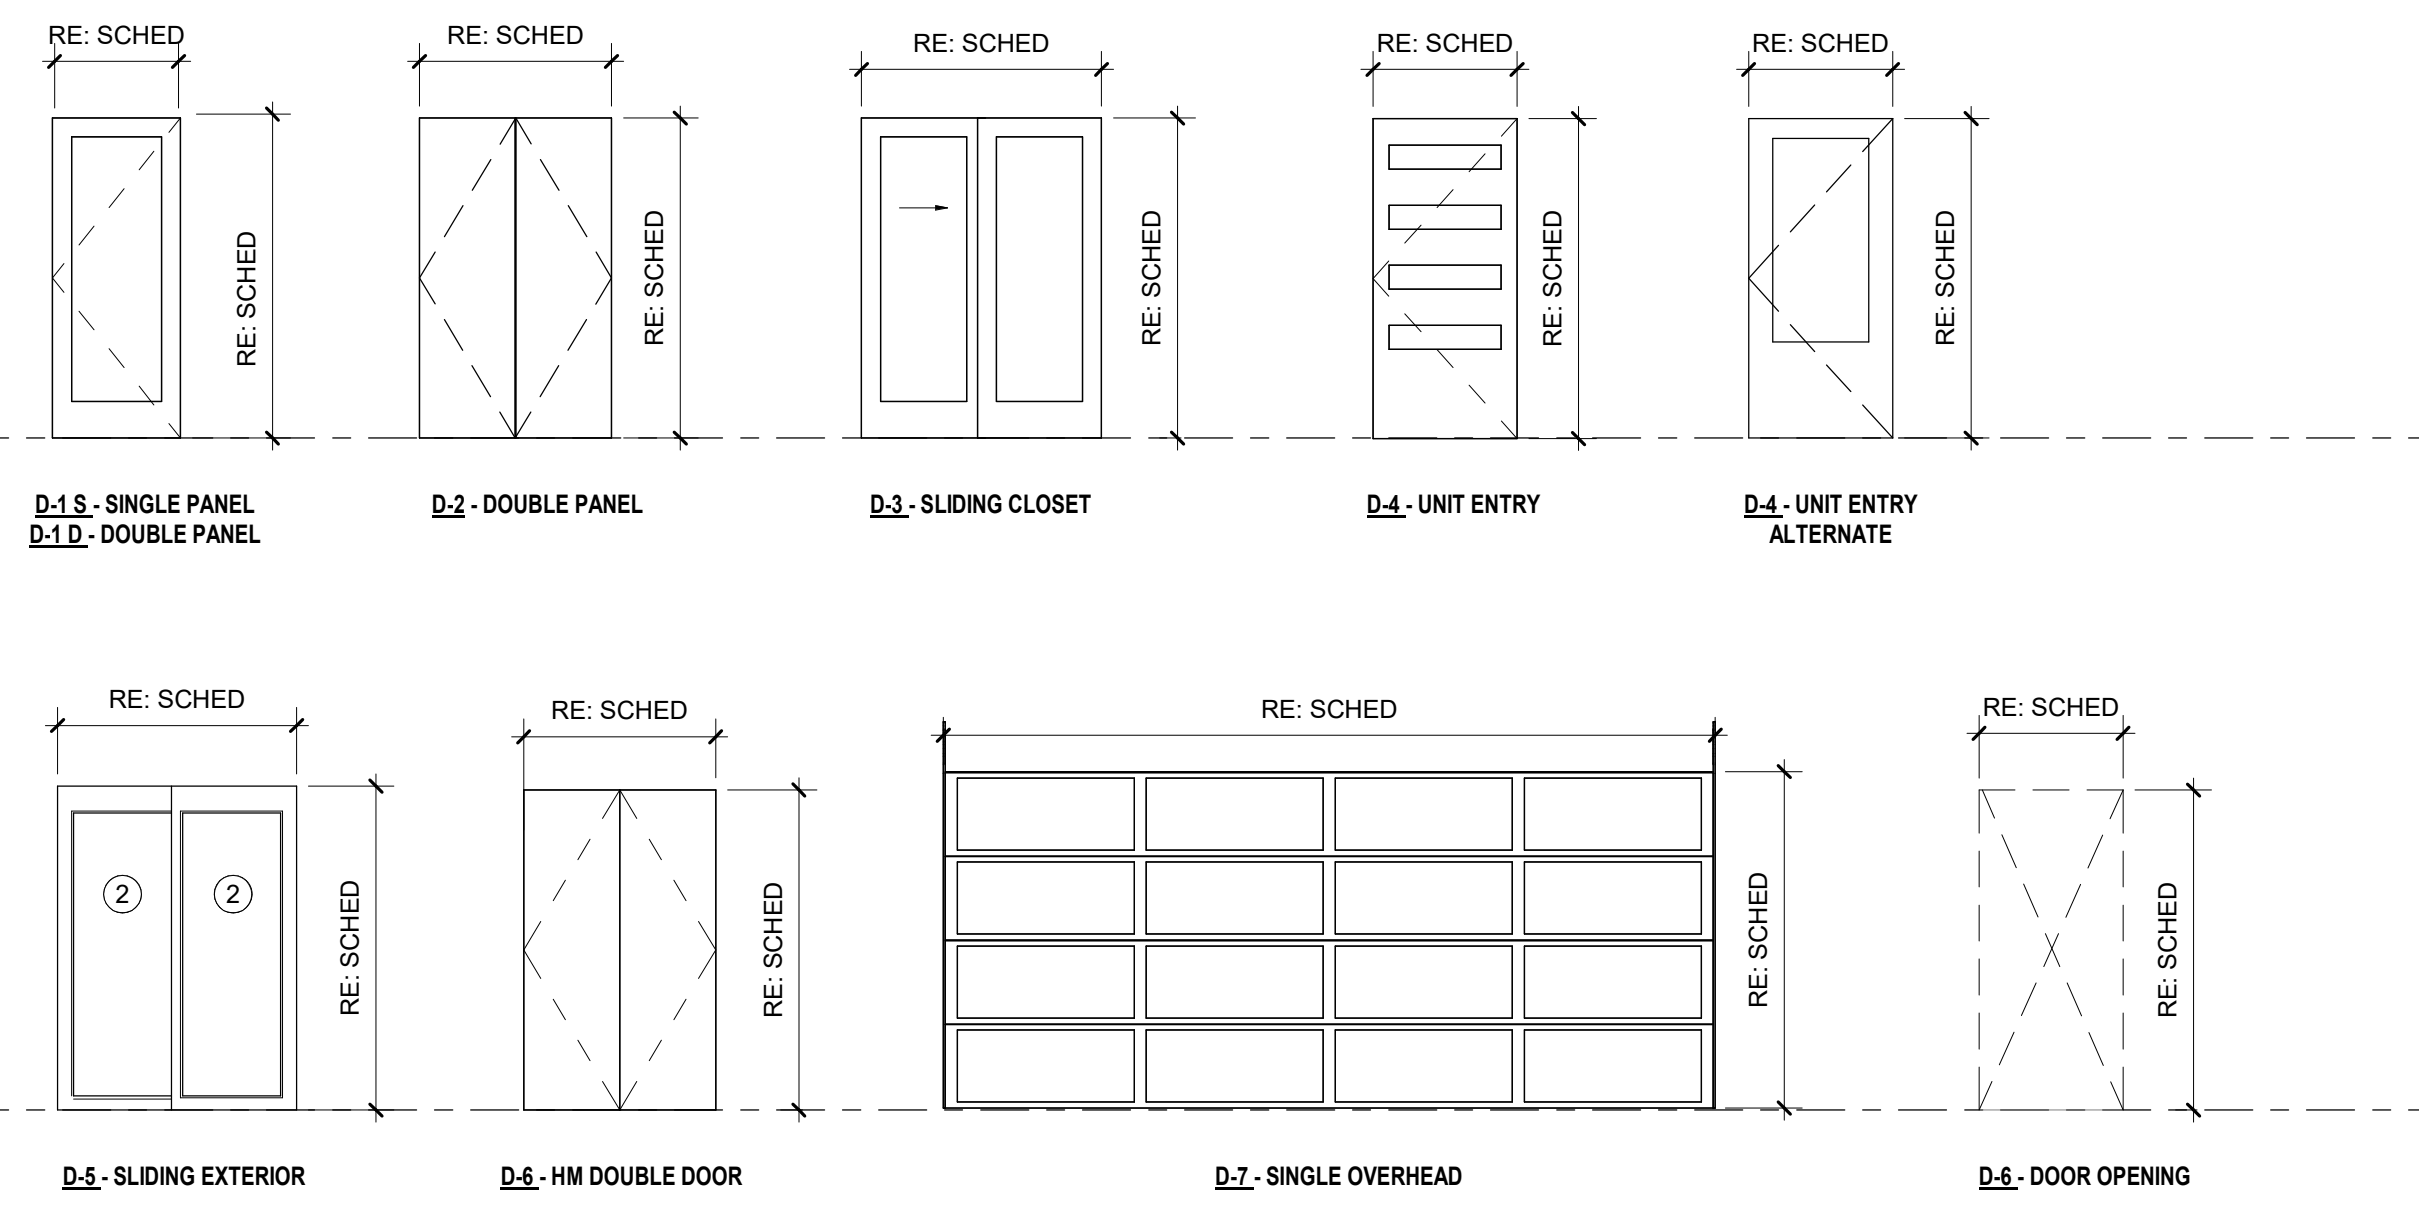 RE: SCHED
RE: SCHED
RE: SCHED
RE: SCHED
RE: SCHED
RE: SCHED
RE: SCHED
RE: SCHED
RE: SCHED
RE: SCHED
D-1 S - SINGLE PANEL
D-1 D - DOUBLE PANEL
D-2 - DOUBLE PANEL
D-3 - SLIDING CLOSET
D-4 - UNIT ENTRY
D-4 - UNIT ENTRY
ALTERNATE
RE: SCHED
RE: SCHED
RE: SCHED
RE: SCHED
2
2
RE: SCHED
RE: SCHED
RE: SCHED
RE: SCHED
D-5 - SLIDING EXTERIOR
D-6 - HM DOUBLE DOOR
D-7 - SINGLE OVERHEAD
D-6 - DOOR OPENING